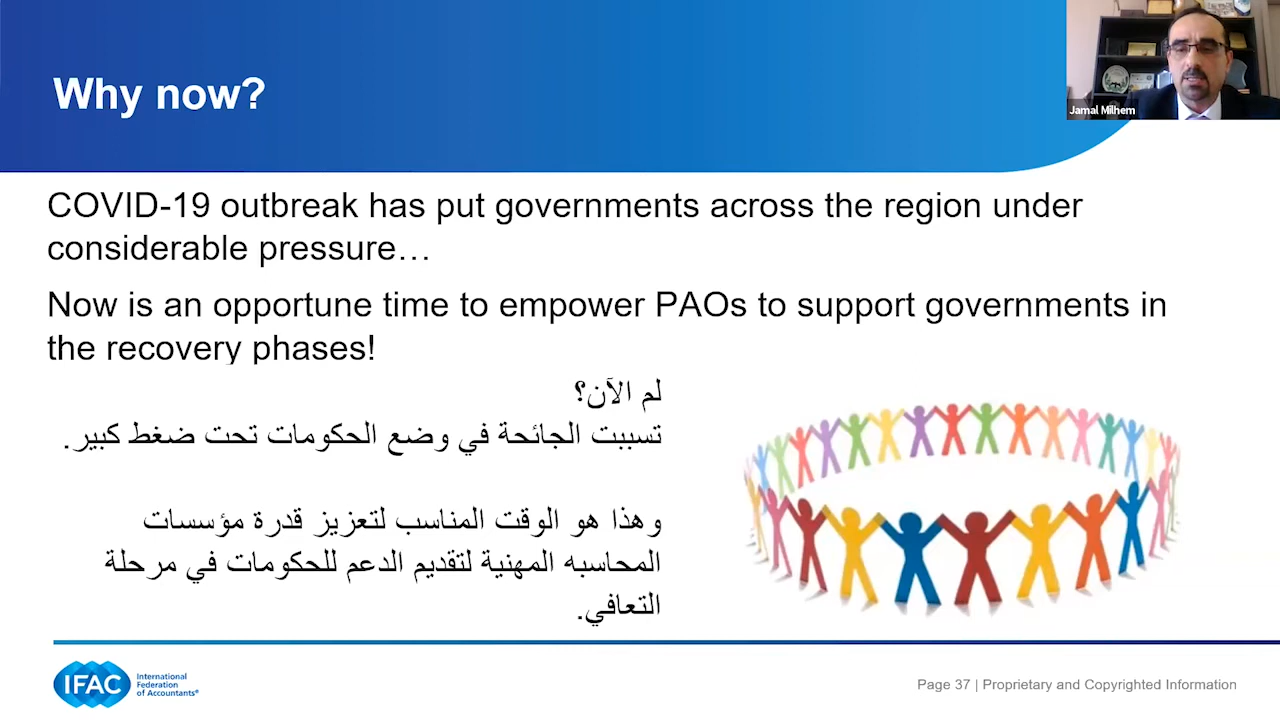 Why now?
Jamal Milhem
COVID-19 outbreak has put governments across the region under
considerable pressure…
Now is an opportune time to empower PAOs to support governments in
the recovery phases!
لم الآن؟
تسببت الجائحة في وضع الحكومات تحت ضغط كبير.
وهذا هو الوقت المناسب لتعزيز قدرة مؤسسات
المحاسبه المهنية لتقديم الدعم للحكومات في مرحلة
التعافي.
IFAC
International
Federation
of Accountants®
Page 37 | Proprietary and Copyrighted Information